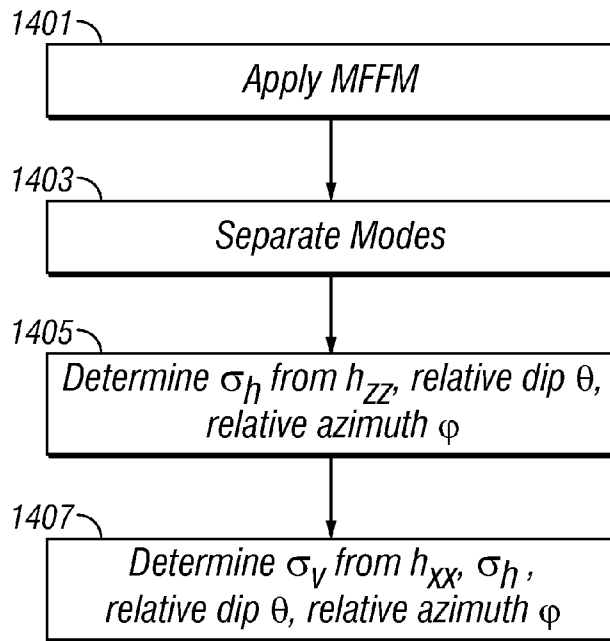 1401
Apply MFFM
1403
Separate Modes
1405
Determine σh from hzz, relative dip θ,
relative azimuth φ
1407
Determine σv from hxx, σh,
relative dip θ, relative azimuth φ